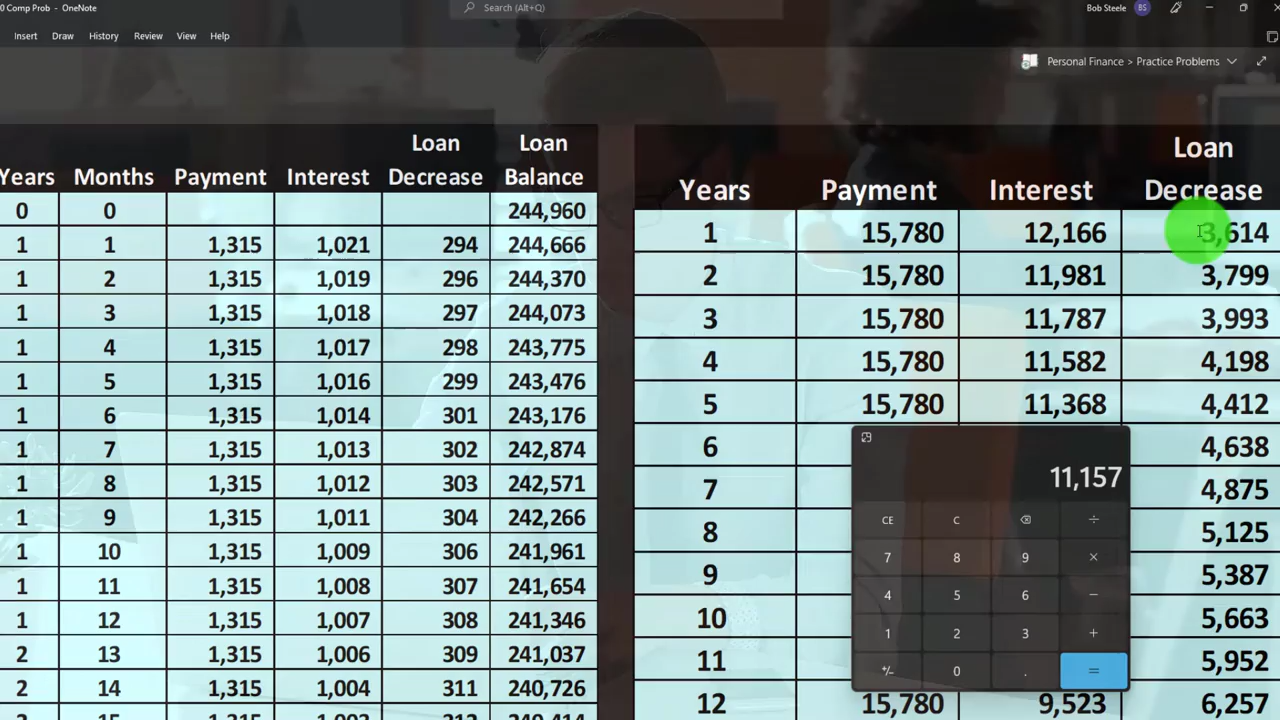 0 Comp Prob - OneNote
Search (Alt+Q)
Bob Steele BS
Insert Draw History Review View Help
Personal Finance > Practice Problems
Years Months Payment Interest Loan Decrease Loan Balance
0 0 244,960
1 1 1,315 1,021 294 244,666
1 2 1,315 1,019 296 244,370
1 3 1,315 1,018 297 244,073
1 4 1,315 1,017 298 243,775
1 5 1,315 1,016 299 243,476
1 6 1,315 1,014 301 243,176
1 7 1,315 1,013 302 242,874
1 8 1,315 1,012 303 242,571
1 9 1,315 1,011 304 242,266
1 10 1,315 1,009 306 241,961
1 11 1,315 1,008 307 241,654
1 12 1,315 1,007 308 241,346
2 13 1,315 1,006 309 241,037
2 14 1,315 1,004 311 240,726
Years Payment Interest Loan Decrease
1 15,780 12,166 3,614
2 15,780 11,981 3,799
3 15,780 11,787 3,993
4 15,780 11,582 4,198
5 15,780 11,368 4,412
6 4,638
7 4,875
8 5,125
9 5,387
10 5,663
11 5,952
12 15,780 9,523 6,257
11,157
CE C ÷
7 8 9 ×
4 5 6 −
1 2 3 +
+/- 0 . =